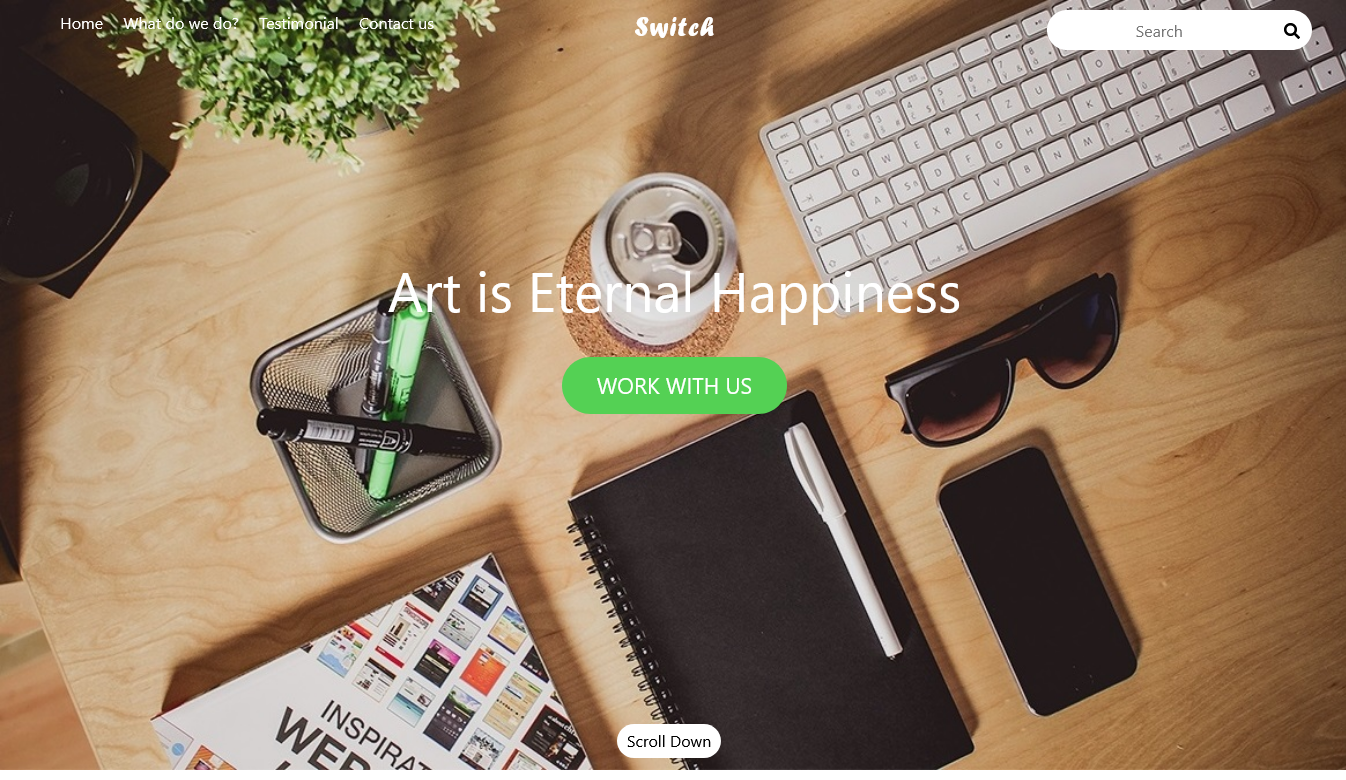 Home What do we do? Testimonial Contact us
Switch
Search
Art is Eternal Happiness
WORK WITH US
INSPIRAT
WEB
Scroll Down